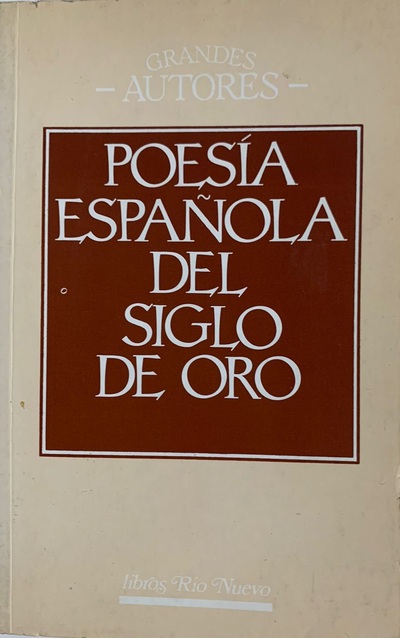 GRANDES
- AUTORES -
POESÍA
ESPAÑOLA
DEL
SIGLO
DE ORO
libros Río Nuevo